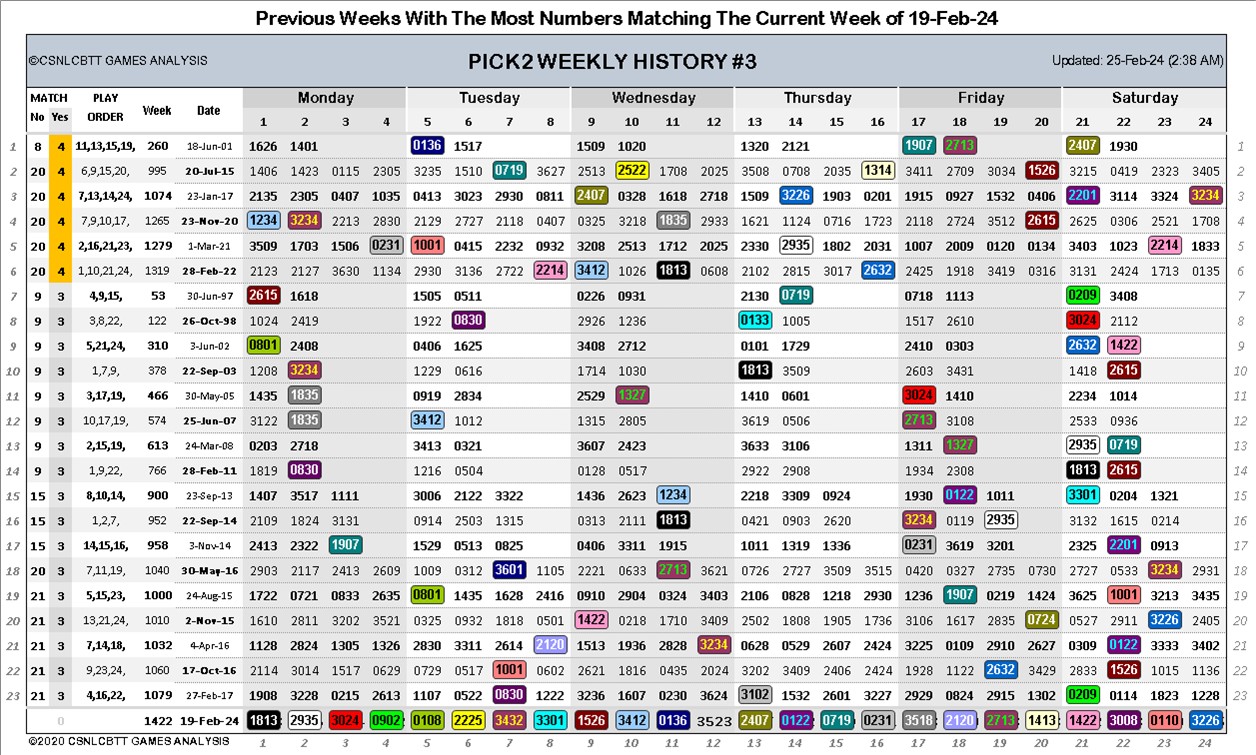 Previous Weeks With The Most Numbers Matching The Current Week of 19-Feb-24
©CSNLCBTT GAMES ANALYSIS PICK2 WEEKLY HISTORY #3 Updated: 25-Feb-24 (2:38 AM)
MATCH PLAY Week Date Monday Tuesday Wednesday Thursday Friday Saturday
No Yes ORDER 1 2 3 4 5 6 7 8 9 10 11 12 13 14 15 16 17 18 19 20 21 22 23 24
1 8 4 11,13,15,19, 260 18-Jun-01 1626 1401 0136 1517 1509 1020 1320 2121 1907 2713 2407 1930 1
2 20 4 6,9,15,20, 995 20-Jul-15 1406 1423 0115 2305 3235 1510 0719 3627 2513 2522 1708 2025 3508 0708 2035 1314 3411 2709 3034 1526 3215 0419 2323 3405 2
3 20 4 7,13,14,24, 1074 23-Jan-17 2135 2305 0407 1035 0413 3023 2930 0811 2407 0322 1618 2718 1509 3226 1903 0201 1915 0927 1532 0406 2201 3114 3324 3234 3
4 20 4 7,9,10,17, 1265 23-Nov-20 1234 3234 2213 2830 2129 2727 2118 0407 0325 3218 1835 2933 1621 1124 0716 1723 2118 2724 3512 2615 2625 0306 2521 1708 4
5 20 4 2,16,21,23, 1279 1-Mar-21 3509 1703 1506 0231 1001 0415 2232 0932 3208 2513 1712 2025 2330 2935 1802 2031 1007 2009 0120 0134 3403 1023 2214 1833 5
6 20 4 1,10,21,24, 1319 28-Feb-22 2123 2127 3630 1134 2930 3136 2722 2214 3412 1026 1813 0608 2102 2815 3017 2632 2425 1918 3419 0316 3131 2424 1713 0135 6
7 9 3 4,9,15, 53 30-Jun-97 2615 1618 1505 0511 0226 0931 2130 0719 0718 1113 0209 3408 7
8 9 3 3,8,22, 122 26-Oct-98 1024 2419 1922 0830 2926 1236 0133 1005 1517 2610 3024 2112 8
9 9 3 5,21,24, 310 3-Jun-02 0801 2408 0406 1625 3408 2712 0101 1729 2410 0303 2632 1422 9
10 9 3 1,7,9, 378 22-Sep-03 1208 3234 1229 0616 1714 1030 1813 3509 2603 3431 1418 2615 10
11 9 3 3,17,19, 466 30-May-05 1435 1835 0919 2834 2529 1327 1410 0601 3024 1410 2234 1014 11
12 9 3 10,17,19, 574 25-Jun-07 3122 1835 3412 1012 1315 2805 3619 0506 2713 3108 2533 0936 12
13 9 3 2,15,19, 613 24-Mar-08 0203 2718 3413 0321 3607 2423 3633 3106 1311 1327 2935 0719 13
14 9 3 1,9,22, 766 28-Feb-11 1819 0830 1216 0504 0128 0517 2922 2908 1934 2308 1813 2615 14
15 15 3 8,10,14, 900 23-Sep-13 1407 3517 1111 3006 2122 3322 1436 2623 1234 2218 3309 0924 1930 0122 1011 3301 0204 1321 15
16 15 3 1,2,7, 952 22-Sep-14 2109 1824 3131 0914 2503 1315 0313 2111 1813 0421 0903 2620 3234 0119 2935 3132 1615 0214 16
17 15 3 14,15,16, 958 3-Nov-14 2413 2322 1907 1529 0513 0825 0406 3311 1915 1011 1319 1336 0231 3619 3201 2325 2201 0913 17
18 20 3 7,11,19, 1040 30-May-16 2903 2117 2413 2609 1009 0312 3601 1105 2221 0633 2713 3621 0726 2727 3509 3515 0420 0327 2735 0730 2727 0533 3234 2931 18
19 21 3 5,15,23, 1000 24-Aug-15 1722 0721 0833 2635 0801 1435 1628 2416 0910 2904 0324 3403 2106 0828 1218 2930 1236 1907 0219 1424 3625 1001 3213 3435 19
20 21 3 13,21,24, 1010 2-Nov-15 1610 2811 2002 3521 0325 0932 1818 0501 1422 0218 1710 3409 2502 1808 1905 1736 3106 1617 2835 0724 0527 2911 3226 2405 20
21 21 3 7,14,18, 1032 4-Apr-16 1128 2824 1305 1326 2830 3311 2614 2120 1513 1936 2828 3234 0628 0529 2607 2424 3225 0109 2910 2627 0309 0122 3333 3402 21
22 21 3 9,23,24, 1060 17-Oct-16 2114 3014 1517 0629 0722 0517 1001 0602 2621 1816 0435 2024 3202 3409 2406 2424 1928 1122 2632 3429 2833 1526 1015 1136 22
23 21 3 4,16,22, 1079 27-Feb-17 1908 3228 0215 2613 1107 0522 0830 1222 3236 1607 0230 3624 3102 1532 2601 3227 2929 0824 2915 1302 0209 0114 1823 1228 23
0 1422 19-Feb-24 1813 2935 3024 0902 0108 2225 3432 3301 1526 3412 0136 3523 2407 0122 0719 0231 3518 2120 2713 1413 1422 3008 0110 3226
©2020 CSNLCBTT GAMES ANALYSIS 1 2 3 4 5 6 7 8 9 10 11 12 13 14 15 16 17 18 19 20 21 22 23 24